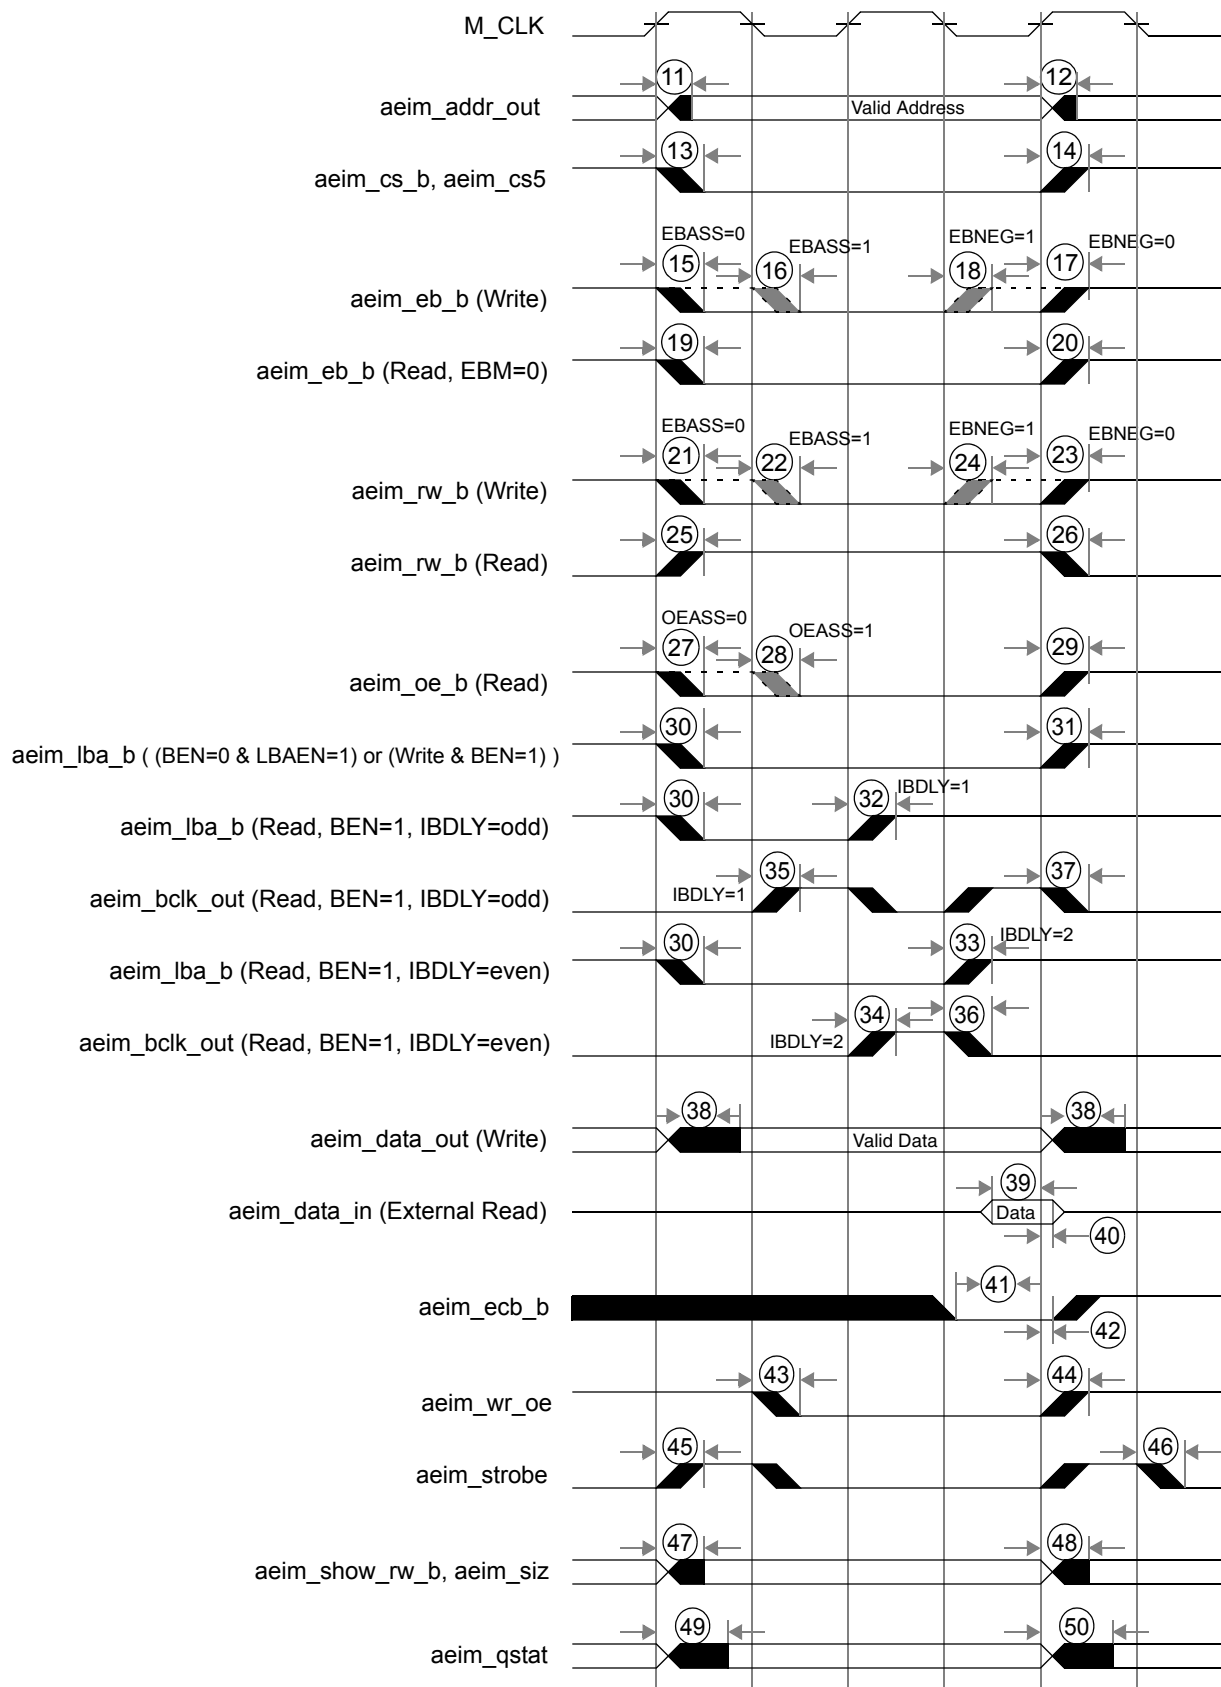 M_CLK
11 12
aeim_addr_out Valid Address
13 14
aeim_cs_b, aeim_cs5
EBASS=0 EBASS=1 EBNEG=1 EBNEG=0
15 16 18 17
aeim_eb_b (Write)
19 20
aeim_eb_b (Read, EBM=0)
EBASS=0 EBASS=1 EBNEG=1 EBNEG=0
21 22 24 23
aeim_rw_b (Write)
25 26
aeim_rw_b (Read)
OEASS=0 OEASS=1
27 28 29
aeim_oe_b (Read)
30 31
aeim_lba_b ( (BEN=0 & LBAEN=1) or (Write & BEN=1) )
30 32 IBDLY=1
aeim_lba_b (Read, BEN=1, IBDLY=odd)
35 37
aeim_bclk_out (Read, BEN=1, IBDLY=odd) IBDLY=1
30 33 IBDLY=2
aeim_lba_b (Read, BEN=1, IBDLY=even)
34 36
aeim_bclk_out (Read, BEN=1, IBDLY=even) IBDLY=2
38 38
aeim_data_out (Write) Valid Data
39
aeim_data_in (External Read) Data
40
41
aeim_ecb_b
42
43 44
aeim_wr_oe
45 46
aeim_strobe
47 48
aeim_show_rw_b, aeim_siz
49 50
aeim_qstat